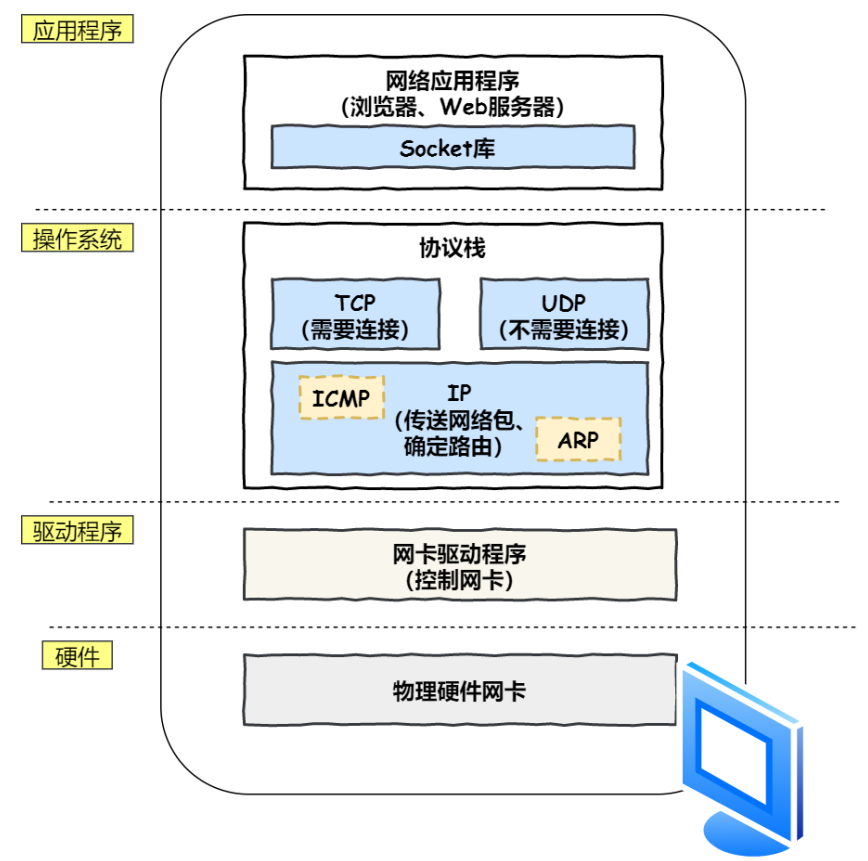 应用程序
网络应用程序
(浏览器、Web服务器)
Socket库
操作系统
协议栈
TCP
(需要连接)
UDP
(不需要连接)
ICMP
IP
(传送网络包、
确定路由)
ARP
驱动程序
网卡驱动程序
(控制网卡)
硬件
物理硬件网卡